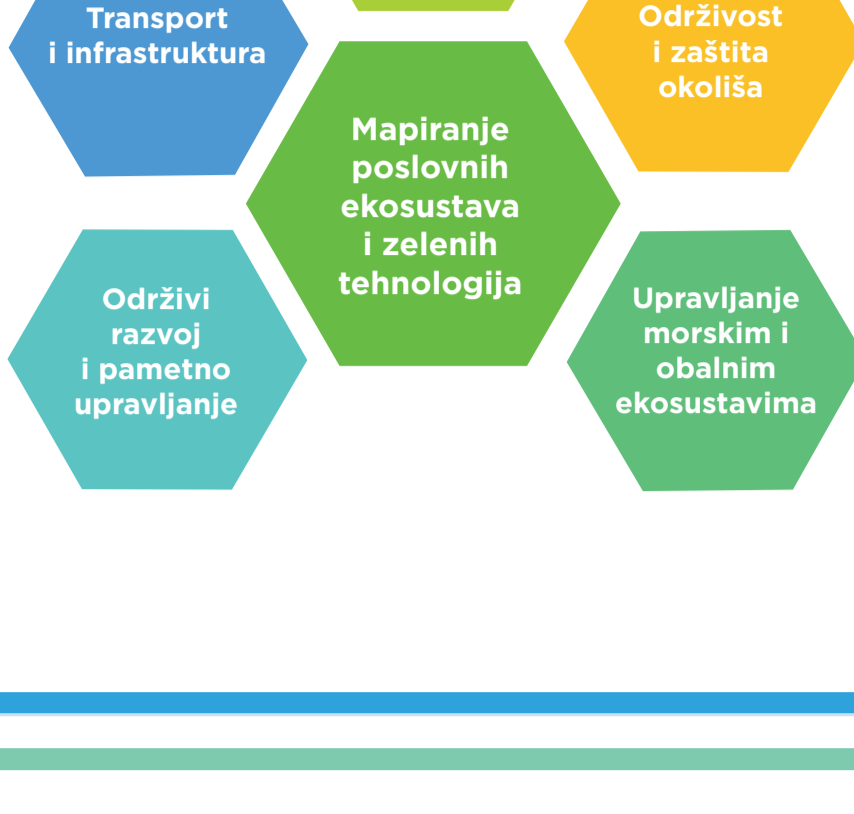 Transport
i infrastruktura
Održivost
i zaštita
okoliša
Mapiranje
poslovnih
ekosustava
i zelenih
tehnologija
Održivi
razvoj
i pametno
upravljanje
Upravljanje
morskim i
obalnim
ekosustavima